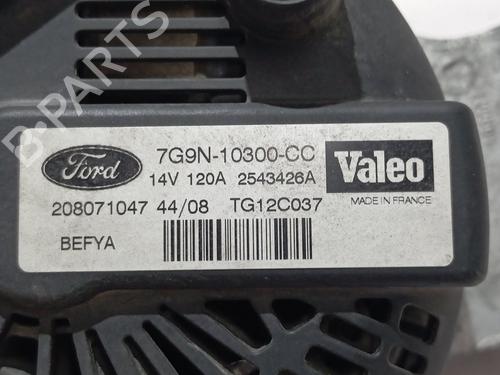 B-PARTS
Ford
7G9N-10300-CC
14V 120A 2543426A
Valeo
MADE IN FRANCE
208071047 44/08 TG12C037
BEFYA